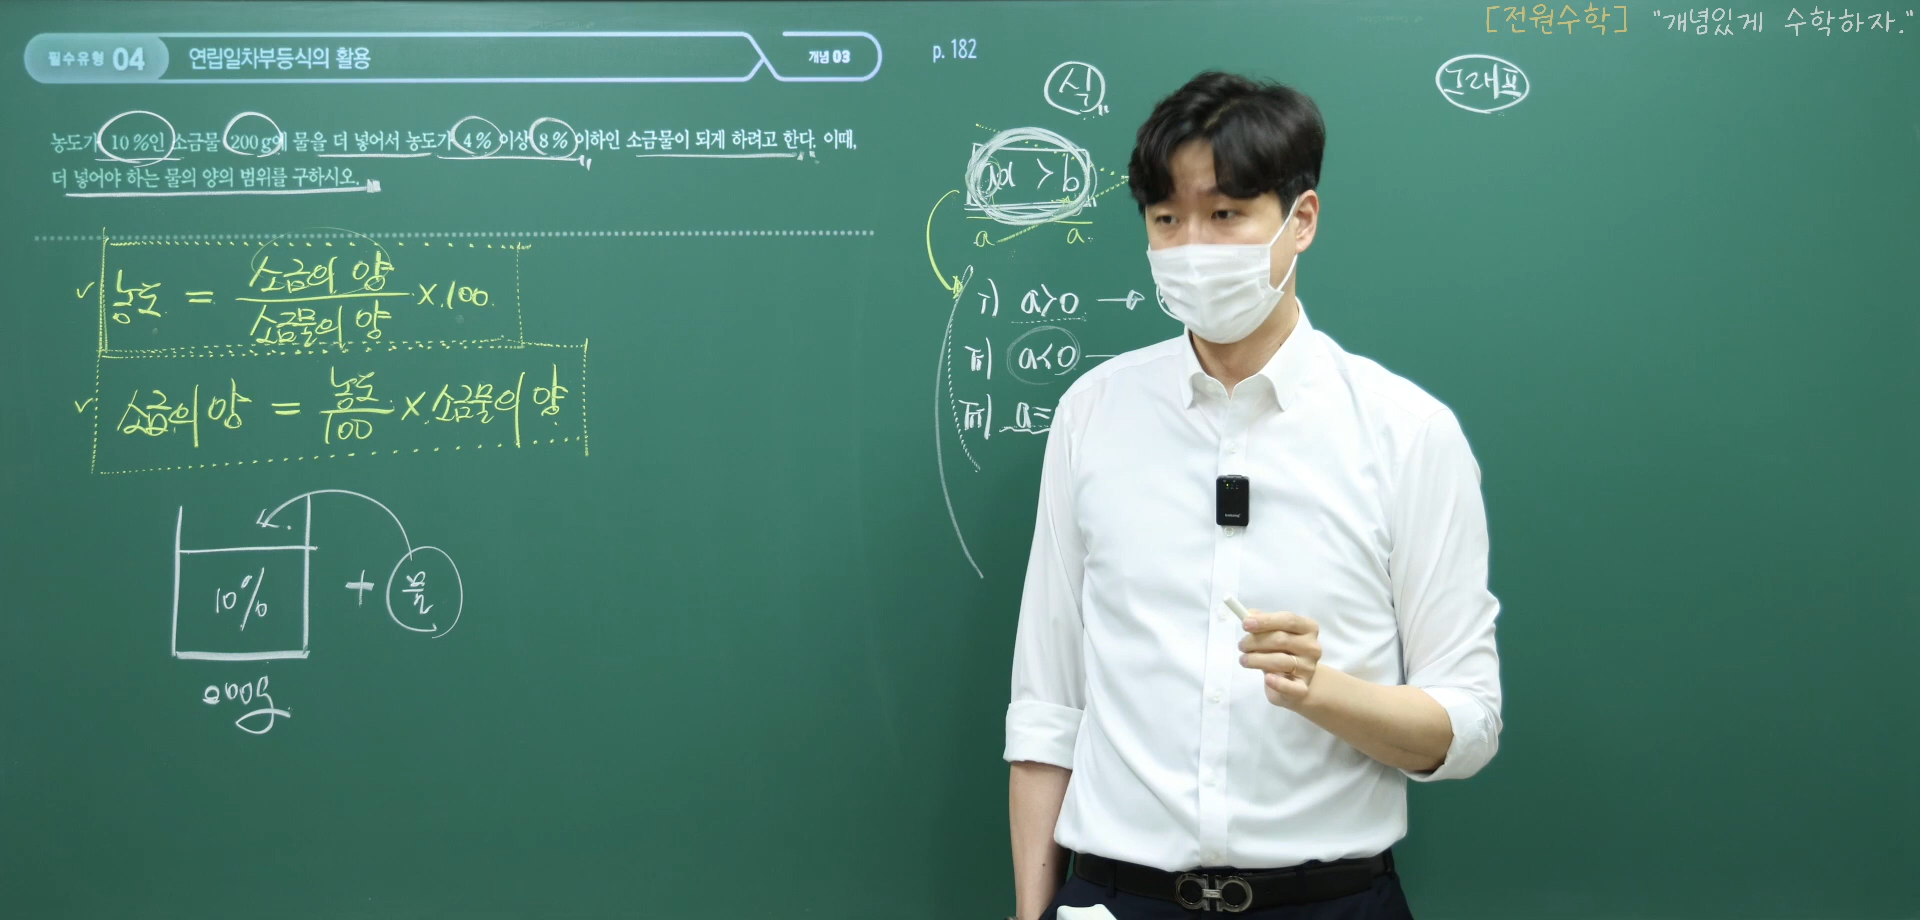 [전원수학] "개념있게 수학하자."
필수유형 04 연립일차부등식의 활용 개념 03
p. 182
농도가 10 %인 소금물 200 g에 물을 더 넣어서 농도가 4 % 이상 8 % 이하인 소금물이 되게 하려고 한다. 이때,
더 넣어야 하는 물의 양의 범위를 구하시오.
농도 = 소금의 양 / 소금물의 양 × 100
소금의 양 = 농도 / 100 × 소금물의 양
10% + 물
200g
식
ax > b
a a
i) a>0 →
ii) a<0
iii) a=
그래프